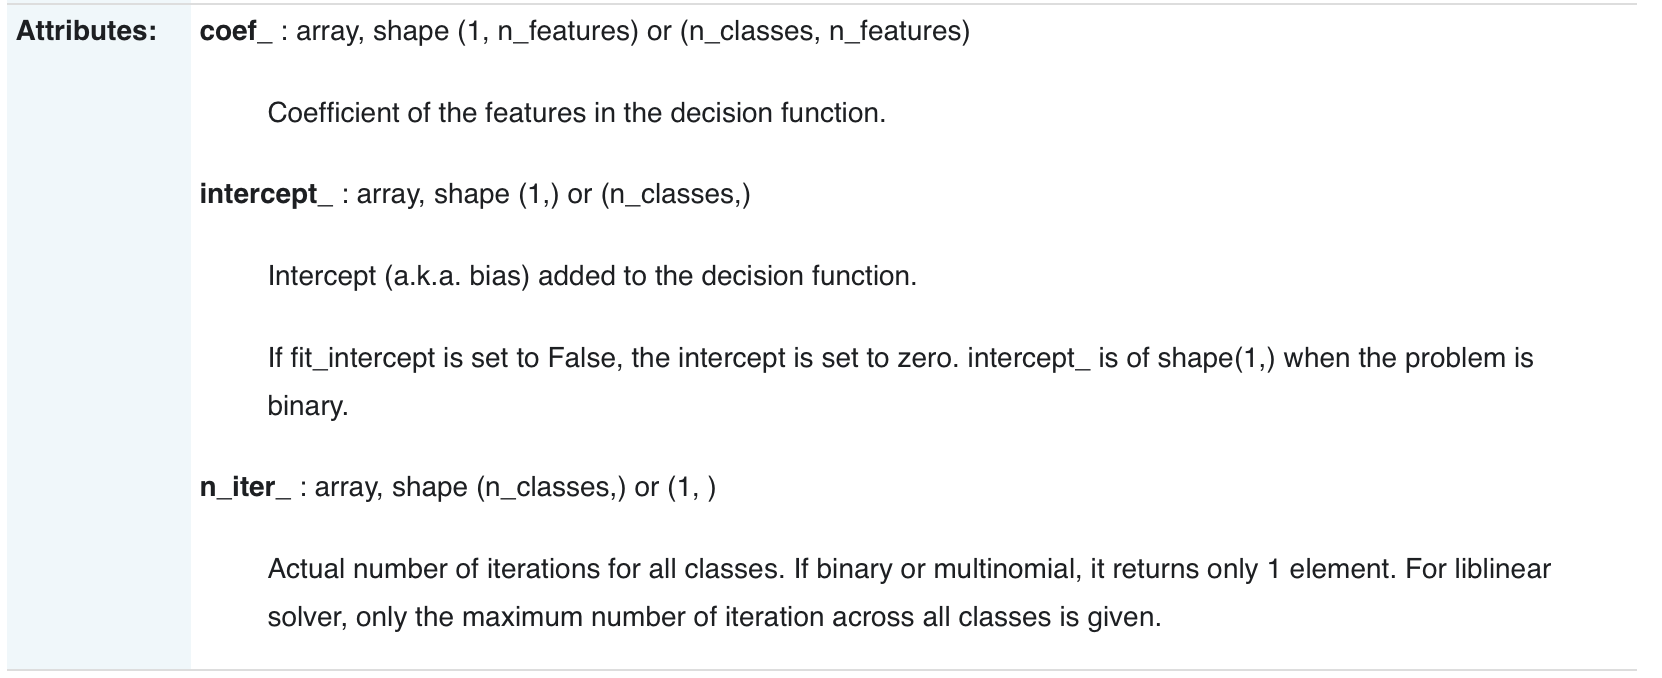 Attributes: coef_ : array, shape (1, n_features) or (n_classes, n_features)
Coefficient of the features in the decision function.
intercept_ : array, shape (1,) or (n_classes,)
Intercept (a.k.a. bias) added to the decision function.
If fit_intercept is set to False, the intercept is set to zero. intercept_ is of shape(1,) when the problem is
binary.
n_iter_ : array, shape (n_classes,) or (1, )
Actual number of iterations for all classes. If binary or multinomial, it returns only 1 element. For liblinear
solver, only the maximum number of iteration across all classes is given.